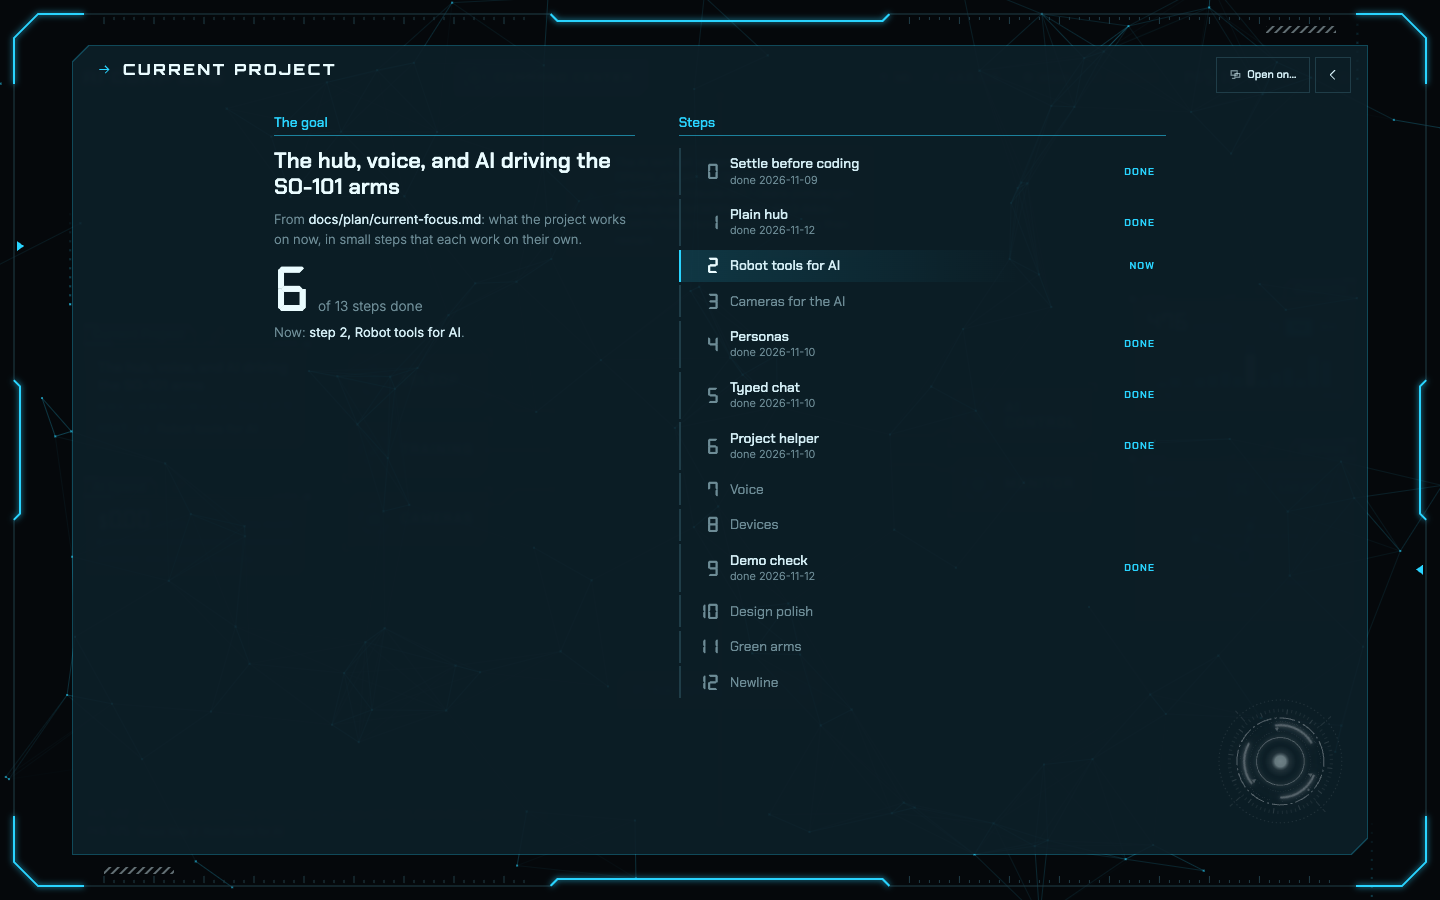 CURRENT PROJECT
Open on...
The goal
The hub, voice, and AI driving the
SO-101 arms
From docs/plan/current-focus.md: what the project works
on now, in small steps that each work on their own.
6 of 13 steps done
Now: step 2, Robot tools for AI.
Steps
0 Settle before coding DONE
done 2026-11-09
1 Plain hub DONE
done 2026-11-12
2 Robot tools for AI NOW
3 Cameras for the AI
4 Personas DONE
done 2026-11-10
5 Typed chat DONE
done 2026-11-10
6 Project helper DONE
done 2026-11-10
7 Voice
8 Devices
9 Demo check DONE
done 2026-11-12
10 Design polish
11 Green arms
12 Newline